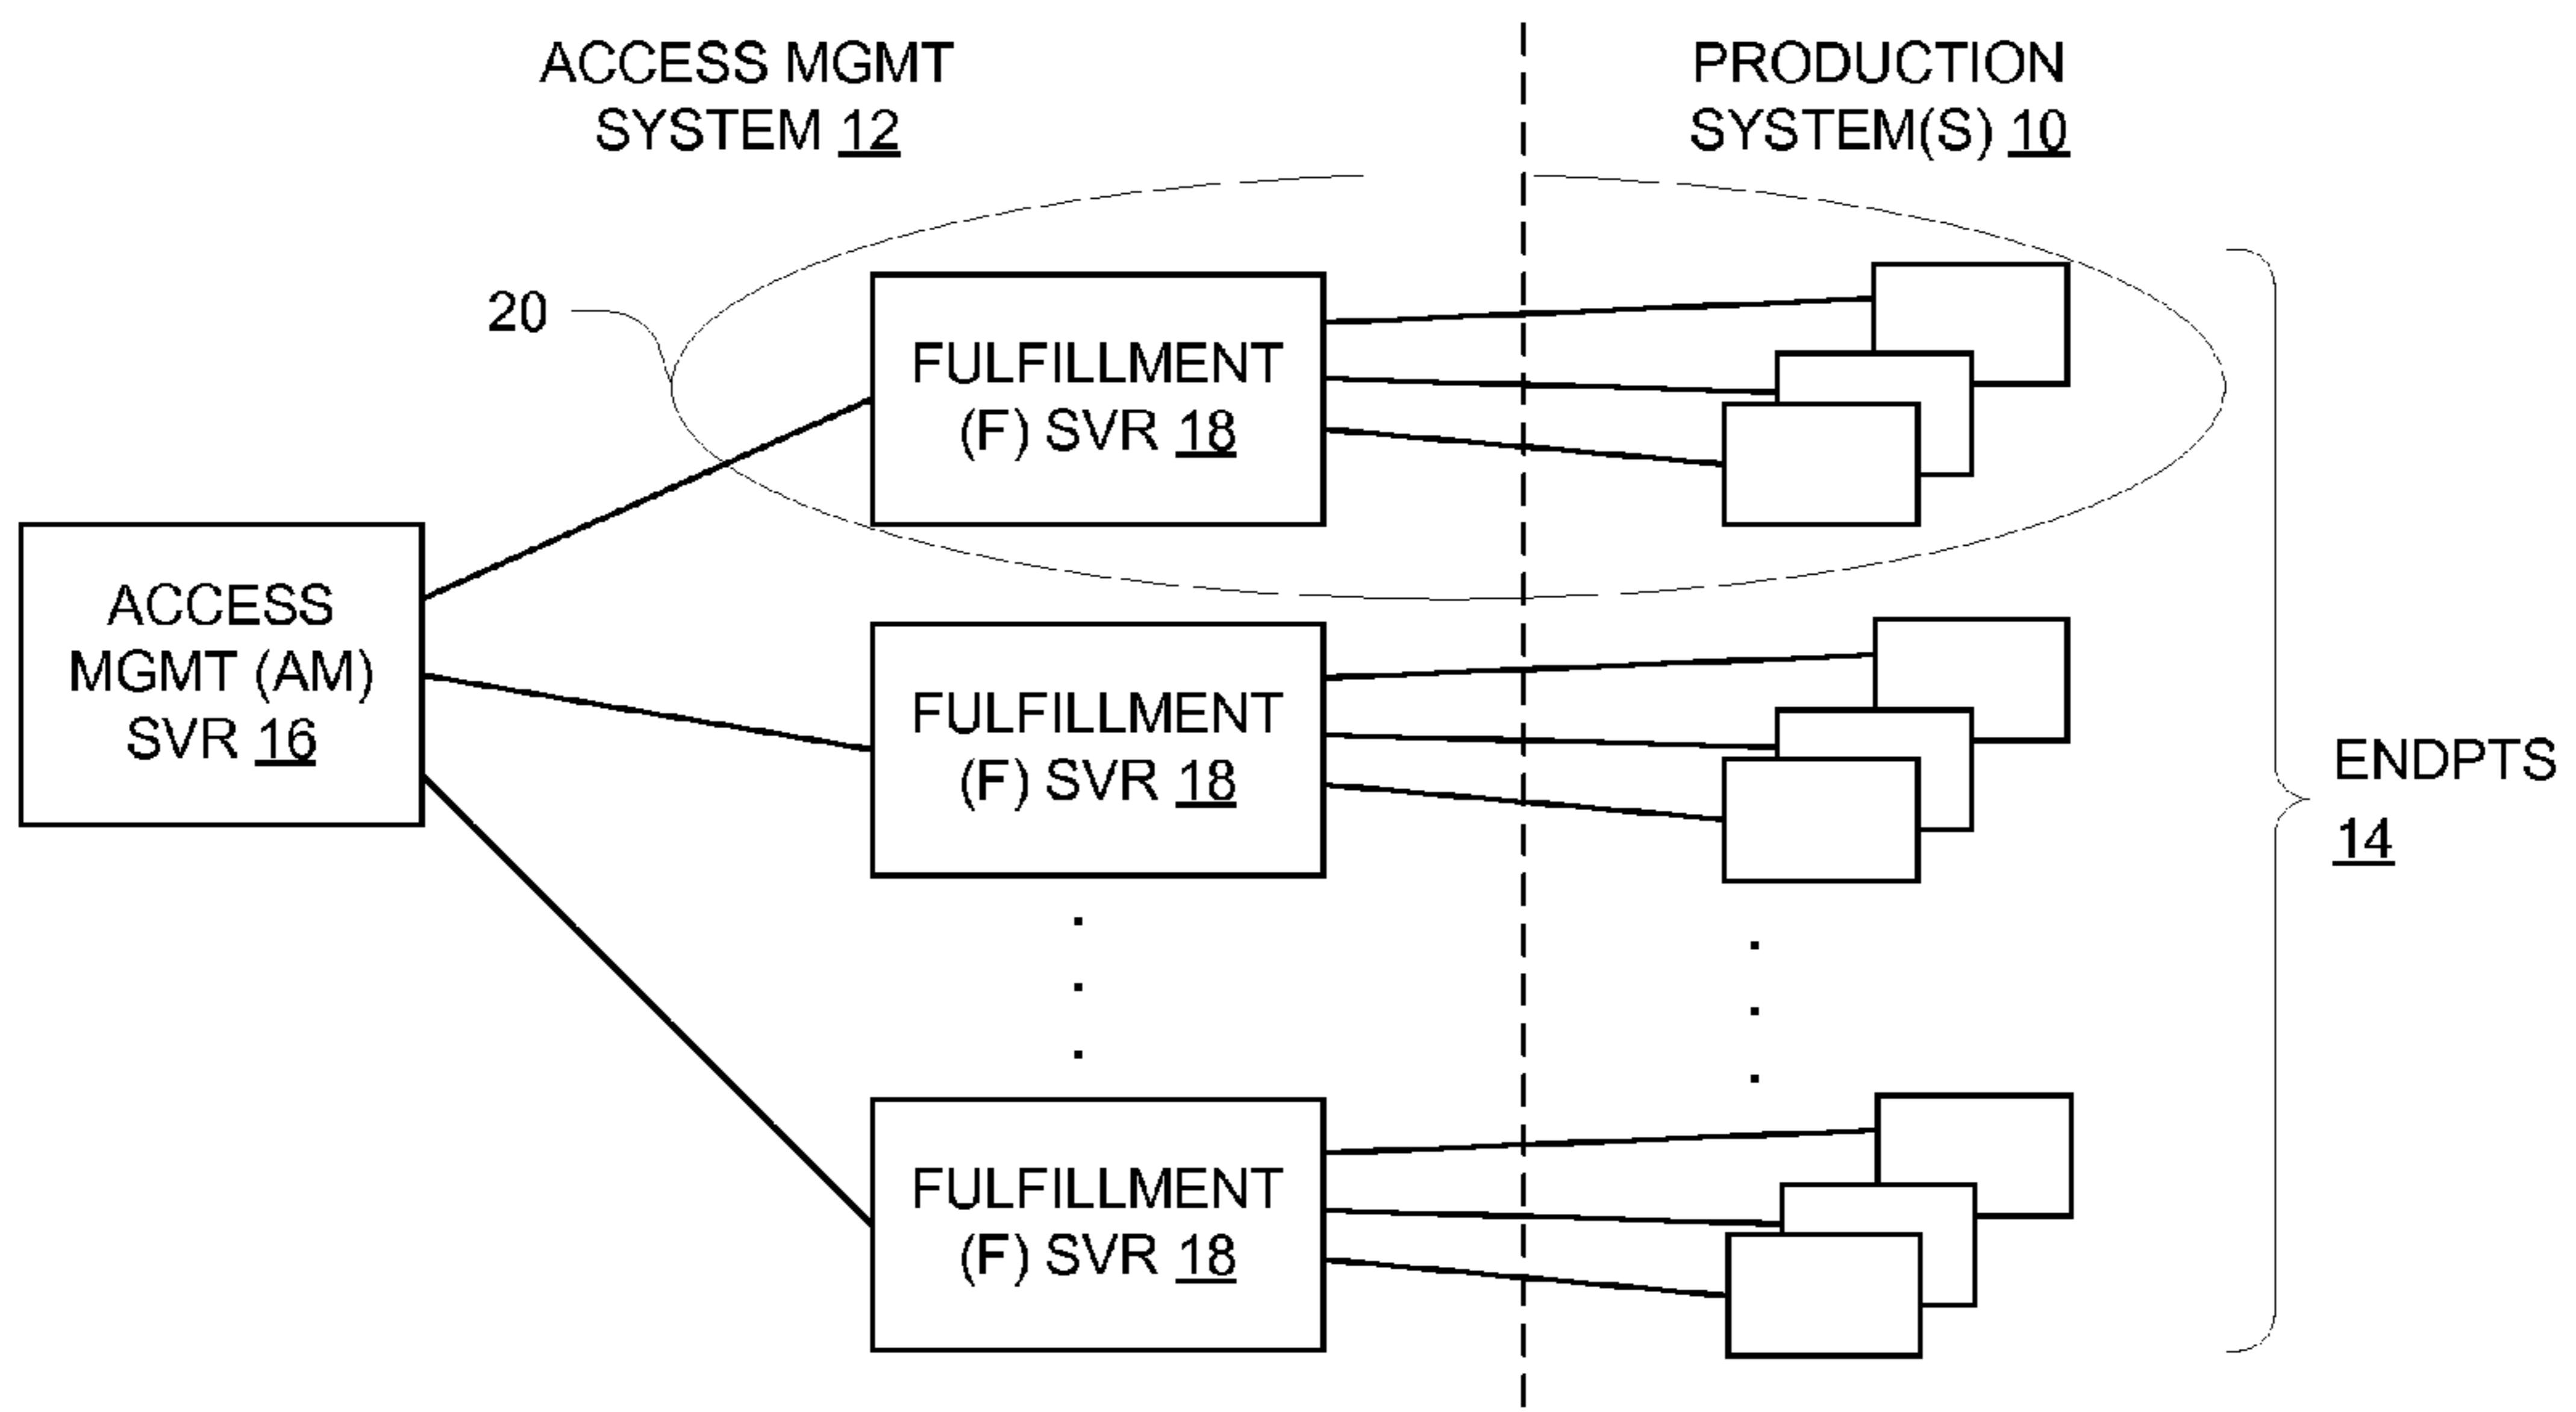 ACCESS MGMT
SYSTEM 12
PRODUCTION
SYSTEM(S) 10
20
FULFILLMENT
(F) SVR 18
ACCESS
MGMT (AM)
SVR 16
FULFILLMENT
(F) SVR 18
ENDPTS
14
FULFILLMENT
(F) SVR 18